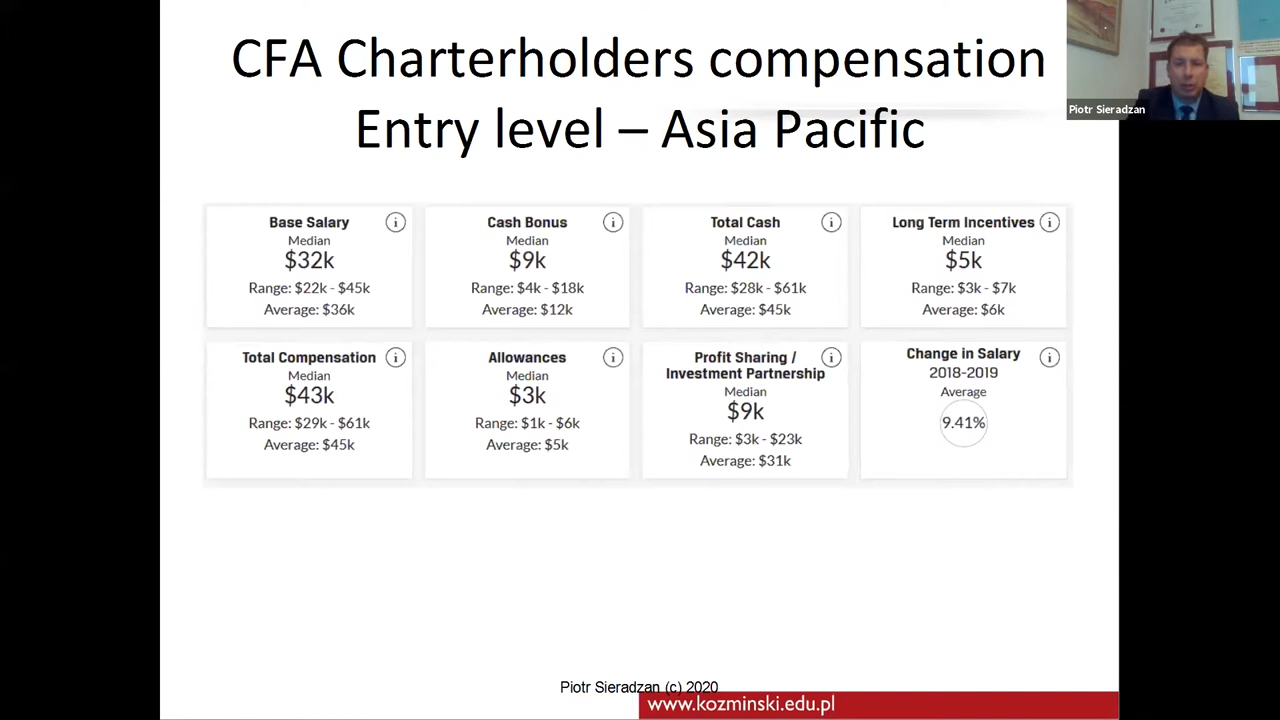 CFA Charterholders compensation
Entry level – Asia Pacific
Piotr Sieradzan
Base Salary
Median
$32k
Range: $22k - $45k
Average: $36k
Cash Bonus
Median
$9k
Range: $4k - $18k
Average: $12k
Total Cash
Median
$42k
Range: $28k - $61k
Average: $45k
Long Term Incentives
Median
$5k
Range: $3k - $7k
Average: $6k
Total Compensation
Median
$43k
Range: $29k - $61k
Average: $45k
Allowances
Median
$3k
Range: $1k - $6k
Average: $5k
Profit Sharing /
Investment Partnership
Median
$9k
Range: $3k - $23k
Average: $31k
Change in Salary
2018-2019
Average
9.41%
Piotr Sieradzan (c) 2020
www.kozminski.edu.pl